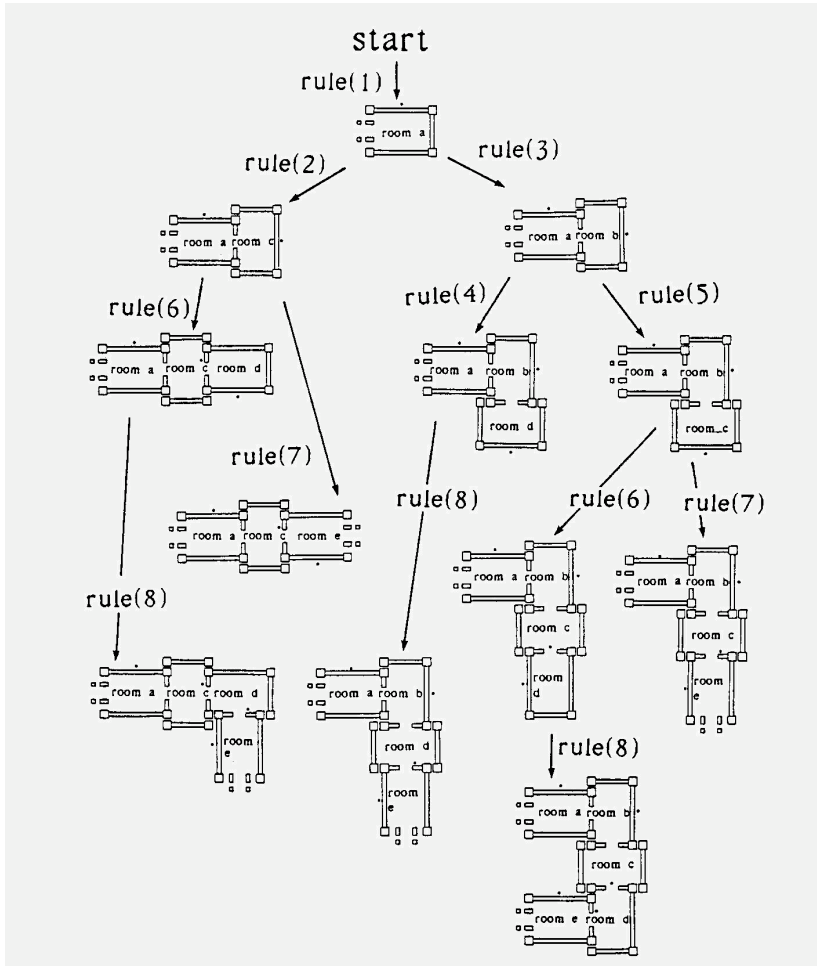 start
rule(1)
room a
rule(2)
rule(3)
room a room c
room a room b
rule(6)
rule(4)
rule(5)
room a room c room d
room a room b
room d
room a room b
room c
rule(7)
room a room c room e
rule(8)
rule(6)
rule(7)
rule(8)
room a room b
room c
room
d
room a room b
room c
room
e
room a room c room d
room
e
room a room b
room d
room
e
rule(8)
room a room b
room c
room e room d